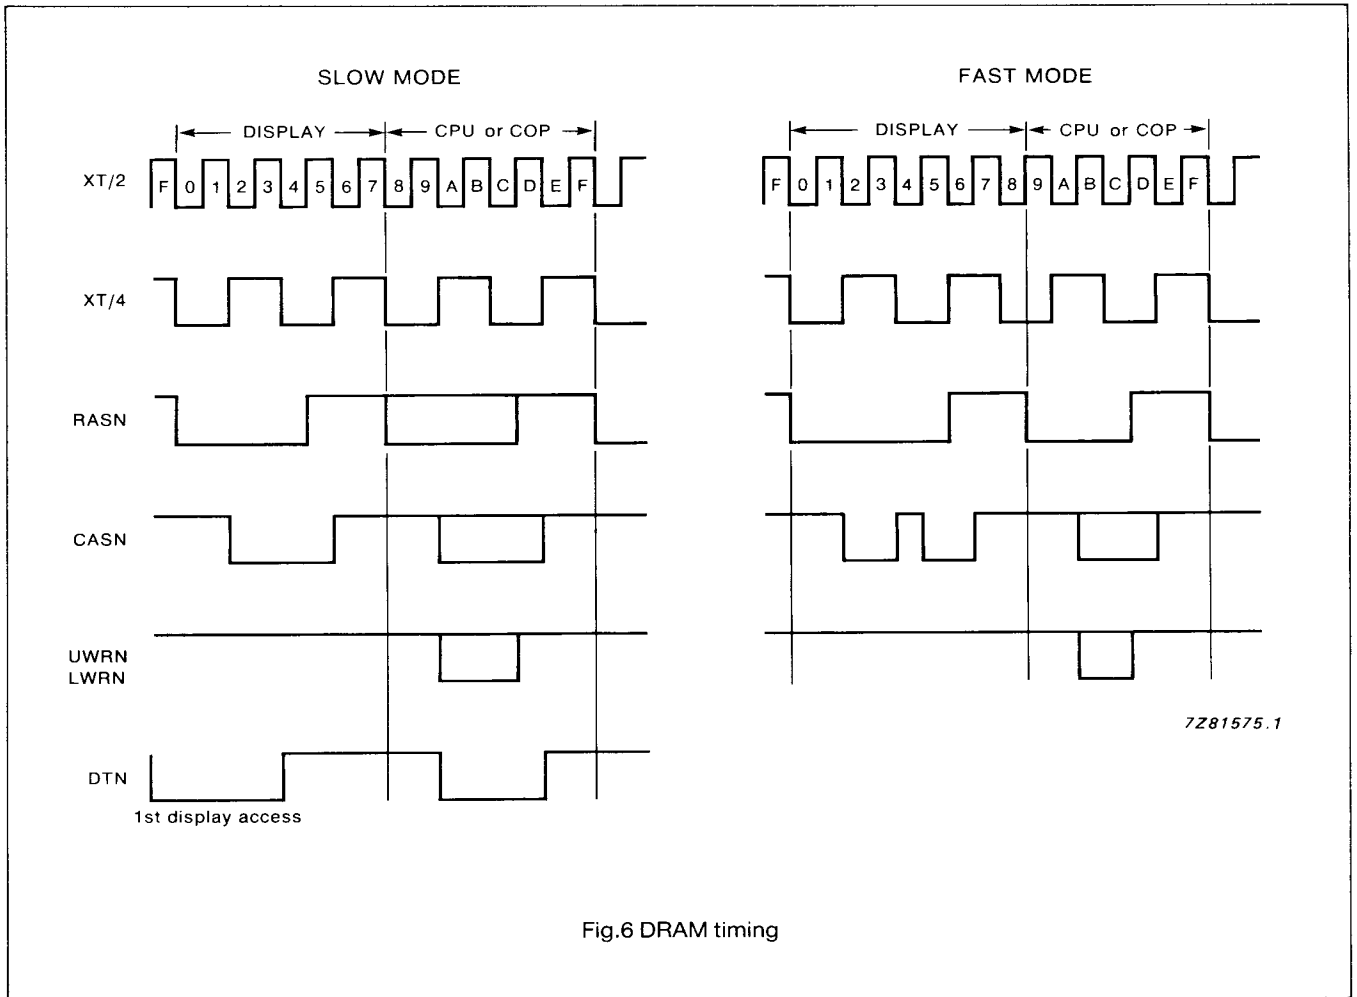 SLOW MODE
FAST MODE
DISPLAY
CPU or COP
DISPLAY
CPU or COP
XT/2
F 0 1 2 3 4 5 6 7 8 9 A B C D E F
F 0 1 2 3 4 5 6 7 8 9 A B C D E F
XT/4
RASN
CASN
UWRN
LWRN
7Z81575.1
DTN
1st display access
Fig.6 DRAM timing